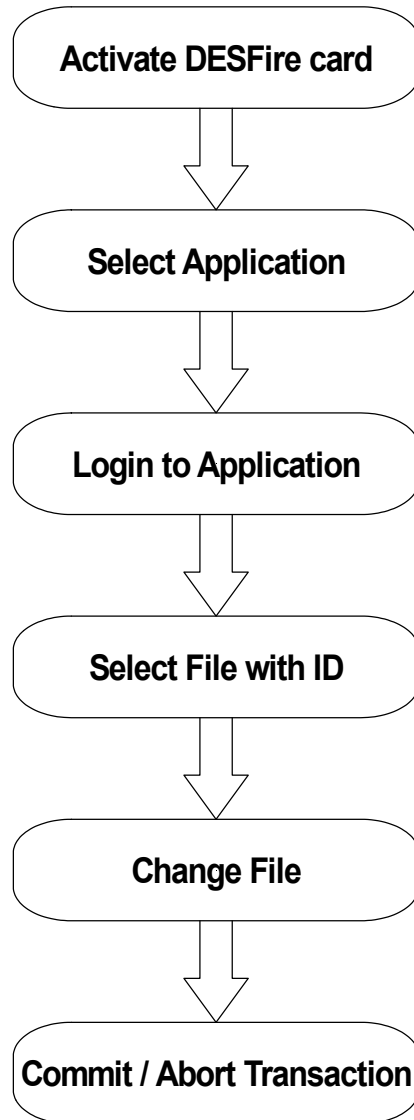 Activate DESFire card
Select Application
Login to Application
Select File with ID
Change File
Commit / Abort Transaction